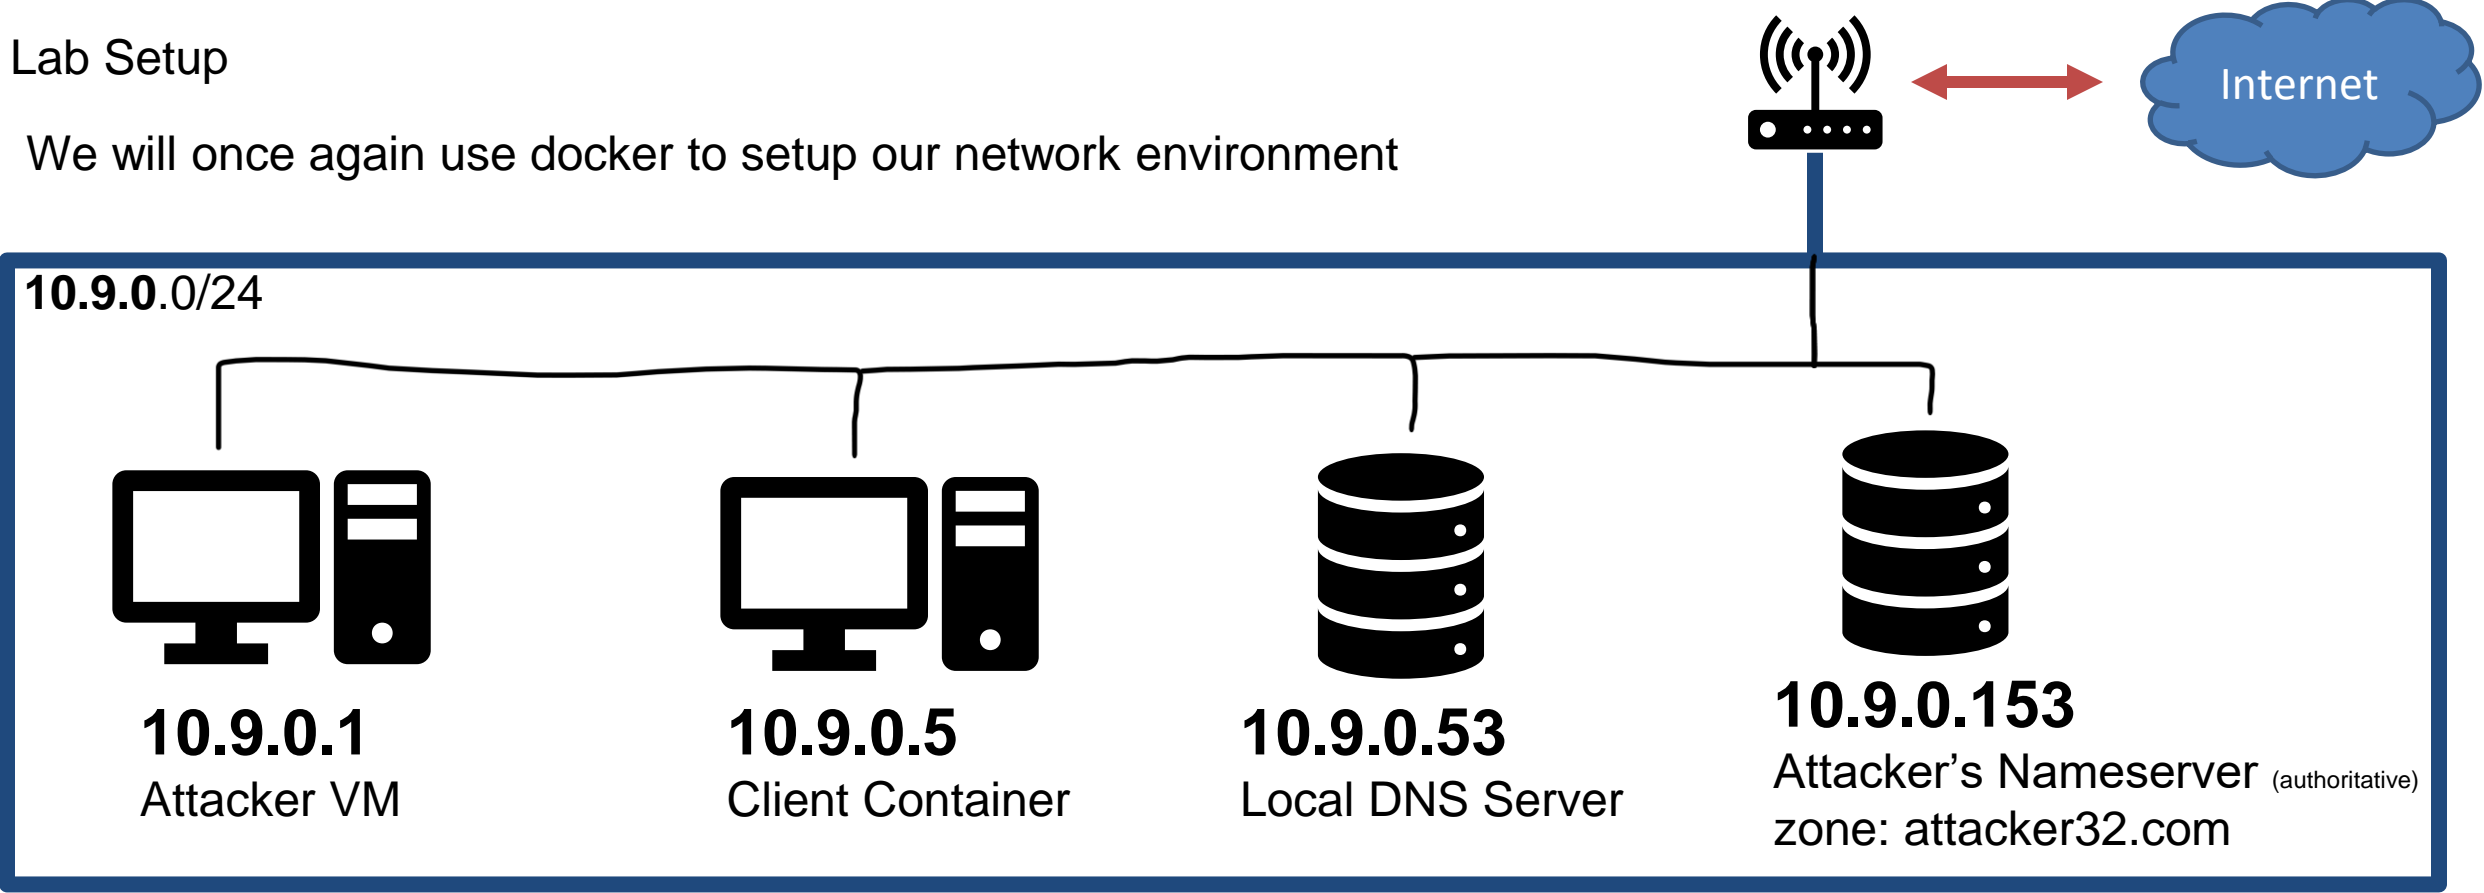 Lab Setup
Internet
We will once again use docker to setup our network environment
10.9.0.0/24
10.9.0.1
Attacker VM
10.9.0.5
Client Container
10.9.0.53
Local DNS Server
10.9.0.153
Attacker’s Nameserver (authoritative)
zone: attacker32.com